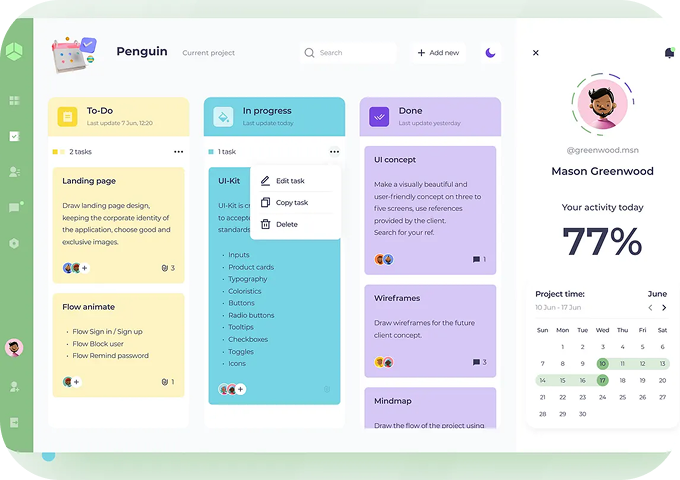 Penguin
Current project
Search
+ Add new
To-Do
Last update 7 Jun, 12:20
2 tasks
Landing page
Draw landing page design,
keeping the corporate identity of
the application, choose good and
exclusive images.
+
3
Flow animate
• Flow Sign in / Sign up
• Flow Block user
• Flow Remind password
+
1
In progress
Last update today
1 task
Edit task
Copy task
Delete
UI-Kit
UI-Kit is cr
to accepte
standards
• Inputs
• Product cards
• Typography
• Coloristics
• Buttons
• Radio buttons
• Tooltips
• Checkboxes
• Toggles
• Icons
+
Done
Last update yesterday
UI concept
Make a visually beautiful and
user-friendly concept on three to
five screens, use references
provided by the client.
Search for your ref.
1
Wireframes
Draw wireframes for the future
client concept.
3
Mindmap
Draw the flow of the project using
@greenwood.msn
Mason Greenwood
Your activity today
77%
Project time: June
10 Jun - 17 Jun
Sun Mon Tue Wed Thu Fri Sat
1 2 3 4 5 6
7 8 9 10 11 12 13
14 15 16 17 18 19 20
21 22 23 24 25 26 27
28 29 30